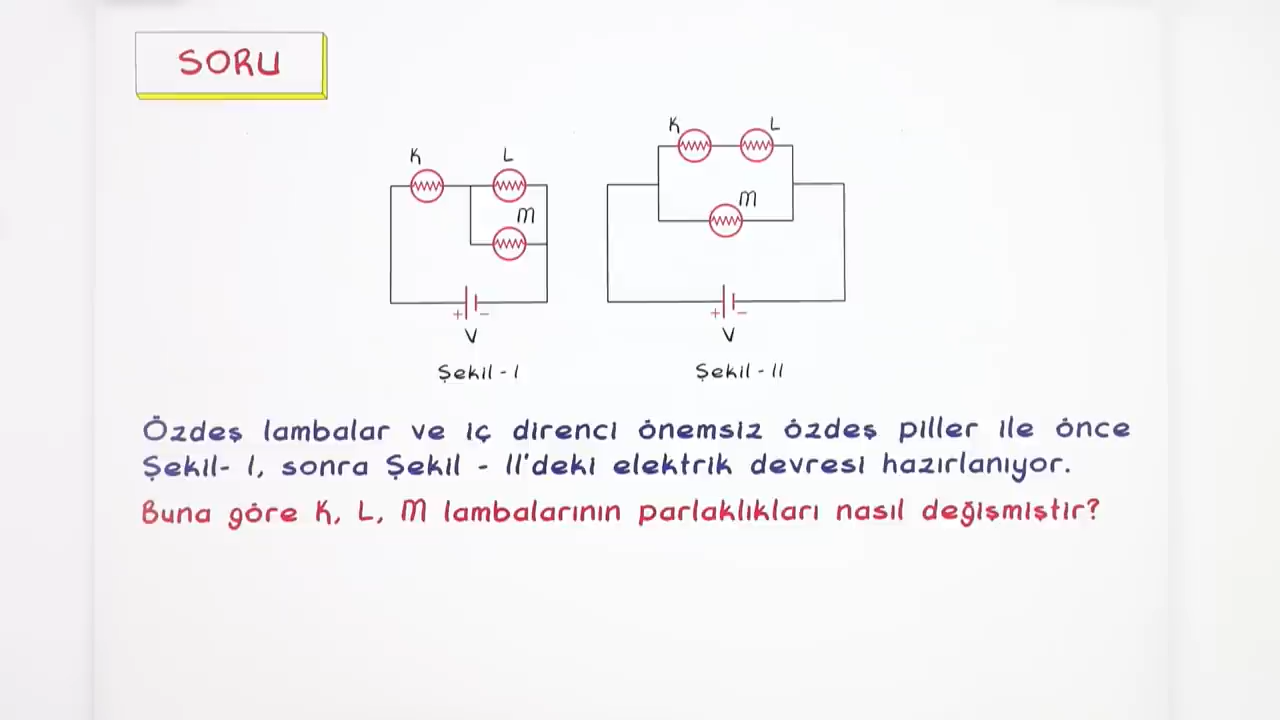 SORU
K L
M
+ -
V
Şekil - I
K L
M
+ -
V
Şekil - II
Özdeş lambalar ve iç direnci önemsiz özdeş piller ile önce
Şekil- I, sonra Şekil - II'deki elektrik devresi hazırlanıyor.
Buna göre K, L, M lambalarının parlaklıkları nasıl değişmiştir?